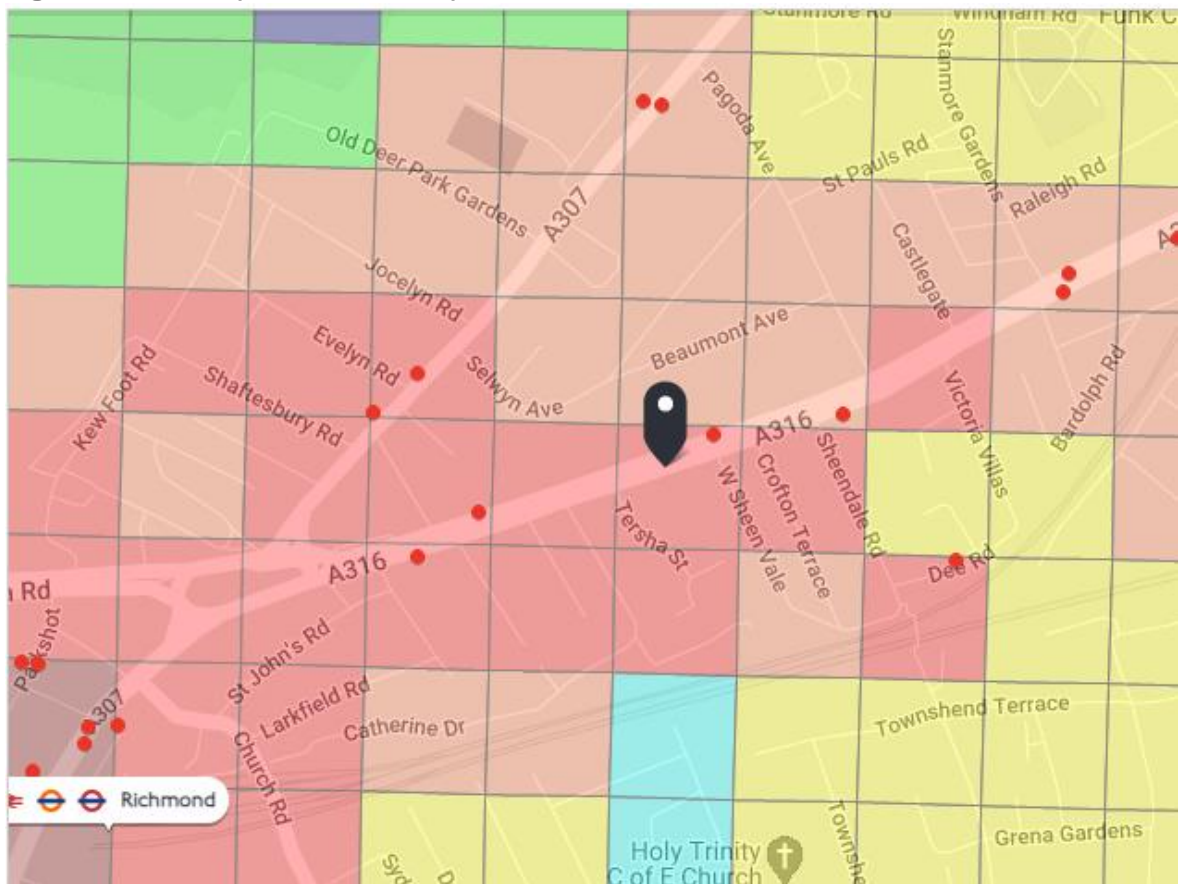 Stanmore Rd
Windham Rd
Funk C
Pagoda Ave
Stanmore Gardens
Old Deer Park Gardens
St Pauls Rd
Raleigh Rd
A307
Castlegate
Jocelyn Rd
Evelyn Rd
Beaumont Ave
Kew Foot Rd
Shaftesbury Rd
Selwyn Ave
Victoria Villas
Bardolph Rd
A316
Sheendale Rd
W Sheen Vale
Crofton Terrace
Tersha St
Dee Rd
A316
Rd
Parkshot
St John's Rd
A307
Larkfield Rd
Catherine Dr
Church Rd
Townshend Terrace
Richmond
Grena Gardens
Townshe
Holy Trinity
C of E Church
Syd
D